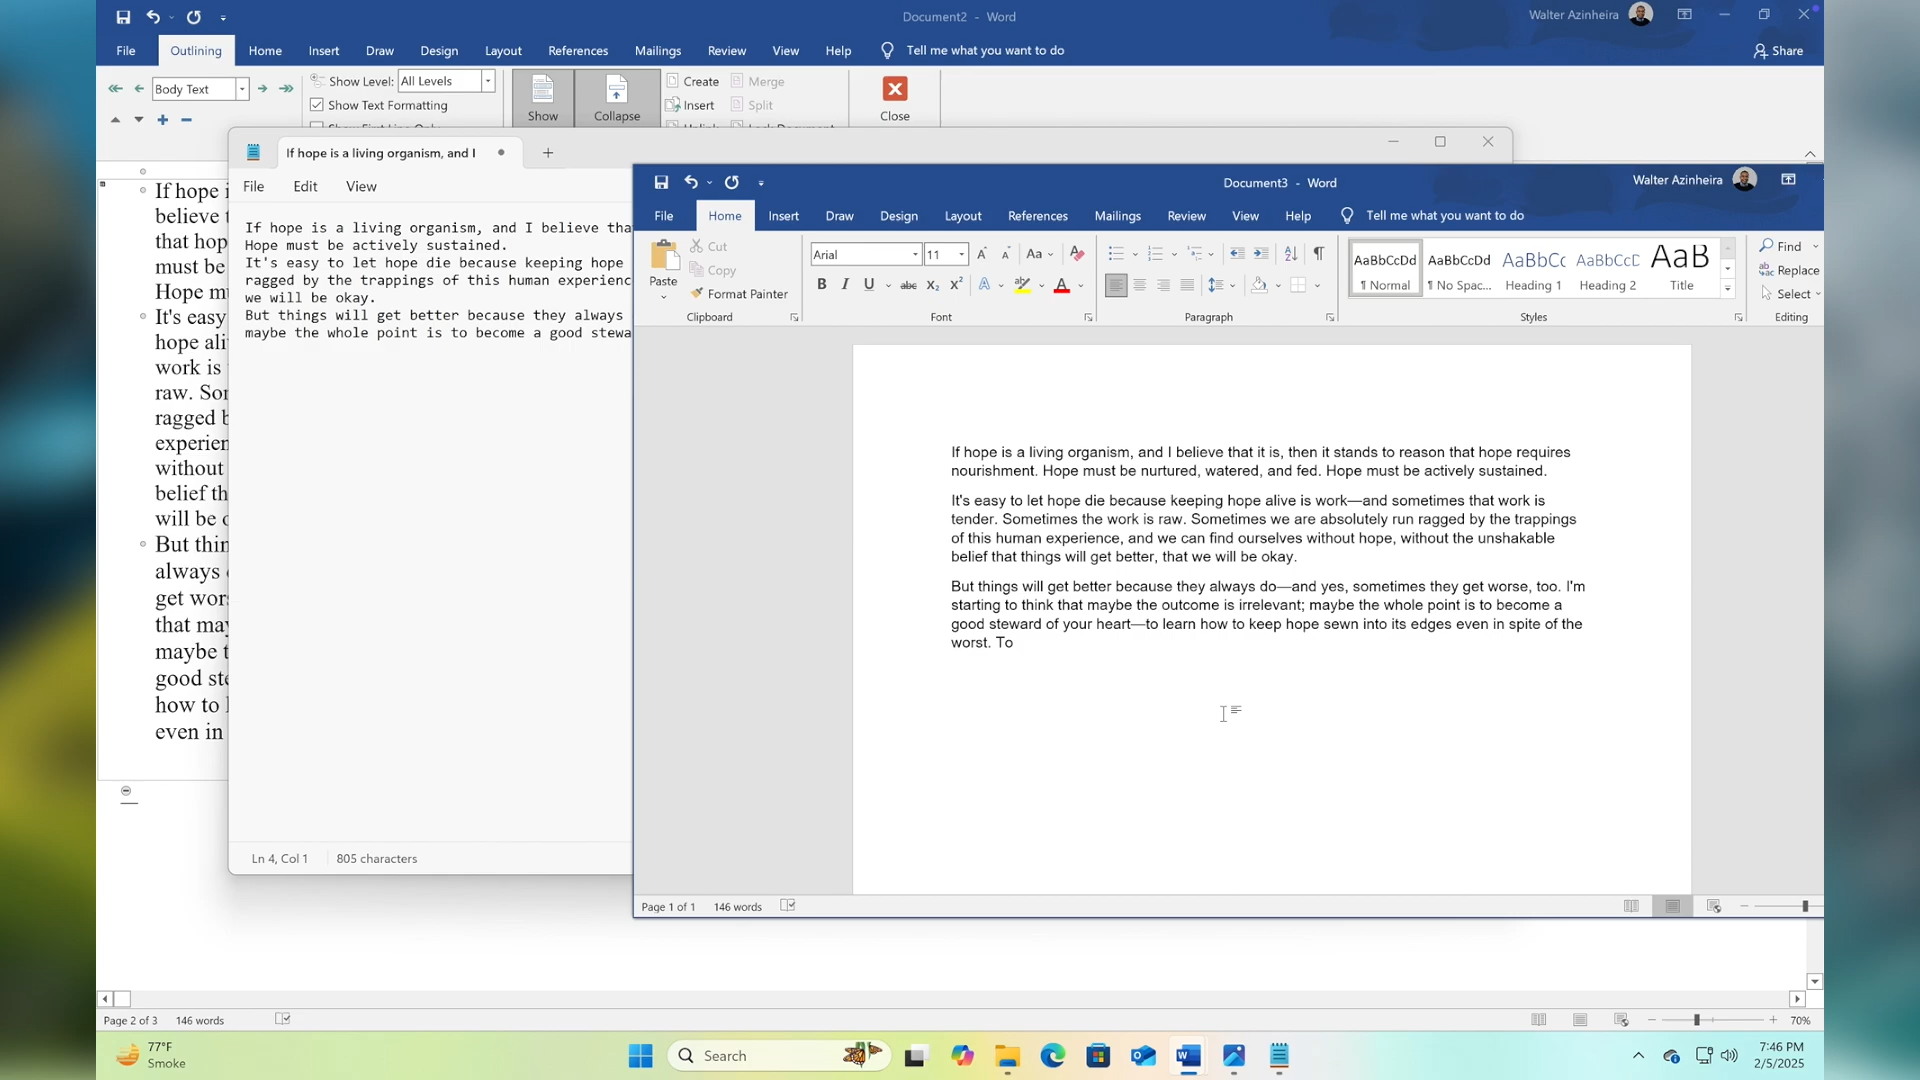 Document2 - Word
Walter Azinheira
File Outlining Home Insert Draw Design Layout References Mailings Review View Help Tell me what you want to do Share
Body Text
Show Level: All Levels
Show Text Formatting
Show
Collapse
Create Merge
Insert Split
Close
If hope
believe
that hop
must be
Hope
It's easy
hope
work is
raw.
ragged
without
belief
will be
But
always
get
that
maybe
good
how to
even in
Page 2 of 3 146 words
70%
If hope is a living organism, and I
File Edit View
If hope is a living organism, and I believe
Hope must be actively sustained.
It's easy to let hope die because keeping hope
ragged by the trappings of this human experience
we will be okay.
But things will get better because they always
maybe the whole point is to become a good
Ln 4, Col 1 805 characters
Document3 - Word
Walter Azinheira
File Home Insert Draw Design Layout References Mailings Review View Help Tell me what you want to do
Paste
Cut
Copy
Format Painter
Clipboard
Arial 11
Font
Paragraph
AaBbCcDd AaBbCcDd AaBbCc AaBbCcD AaB
¶ Normal ¶ No Spac... Heading 1 Heading 2 Title
Styles
Find
Replace
Select
Editing
If hope is a living organism, and I believe that it is, then it stands to reason that hope requires
nourishment. Hope must be nurtured, watered, and fed. Hope must be actively sustained.
It's easy to let hope die because keeping hope alive is work—and sometimes that work is
tender. Sometimes the work is raw. Sometimes we are absolutely run ragged by the trappings
of this human experience, and we can find ourselves without hope, without the unshakable
belief that things will get better, that we will be okay.
But things will get better because they always do—and yes, sometimes they get worse, too. I'm
starting to think that maybe the outcome is irrelevant; maybe the whole point is to become a
good steward of your heart—to learn how to keep hope sewn into its edges even in spite of the
worst. To
Page 1 of 1 146 words
77°F
Smoke
Search
7:46 PM
2/5/2025